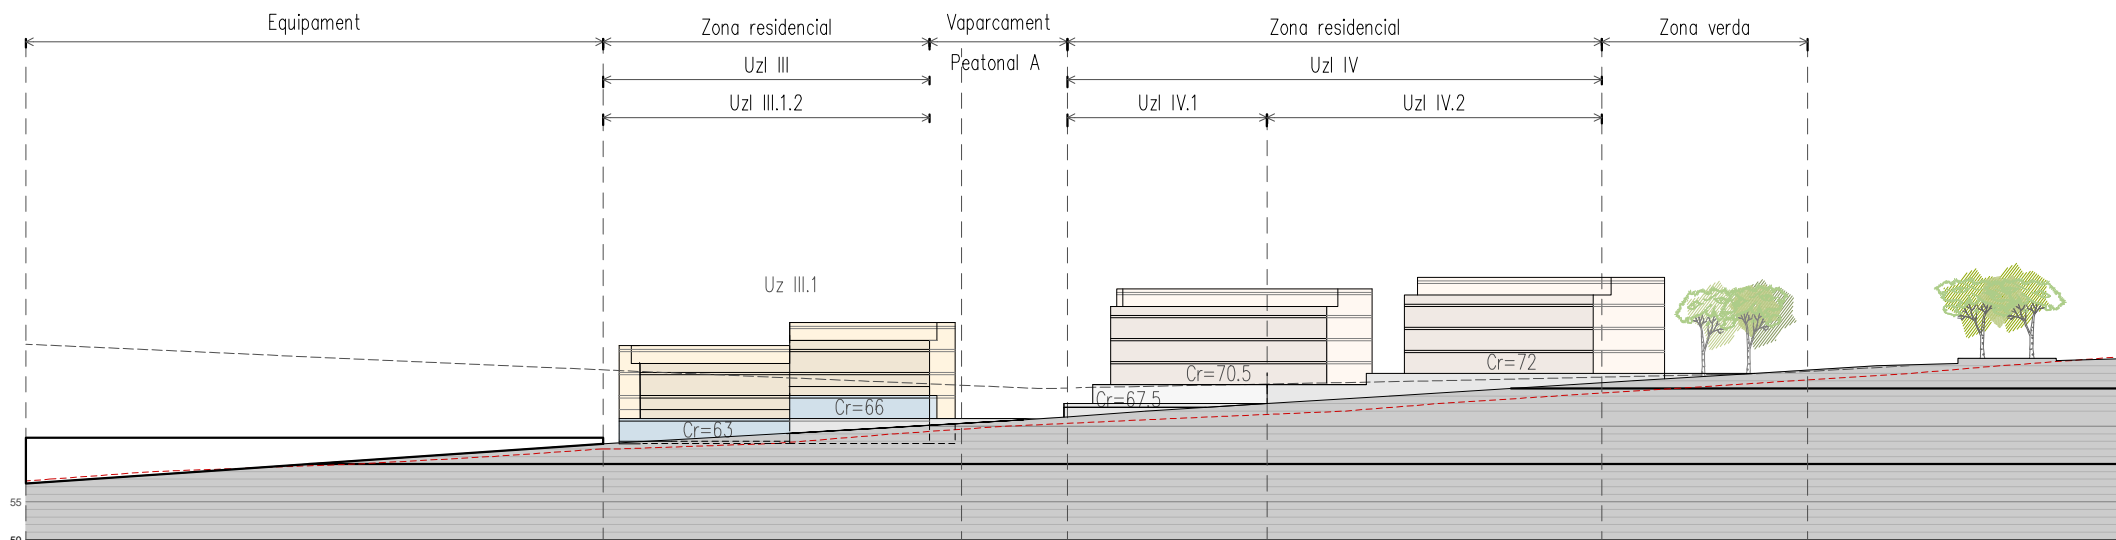 Equipament
Zona residencial
Vaparcament
Zona residencial
Zona verda
Peatonal A
Uzl III
Uzl IV
Uzl III.1.2
Uzl IV.1
Uzl IV.2
Uz III.1
Cr=72
Cr=70.5
Cr=67.5
Cr=66
Cr=63
55
50